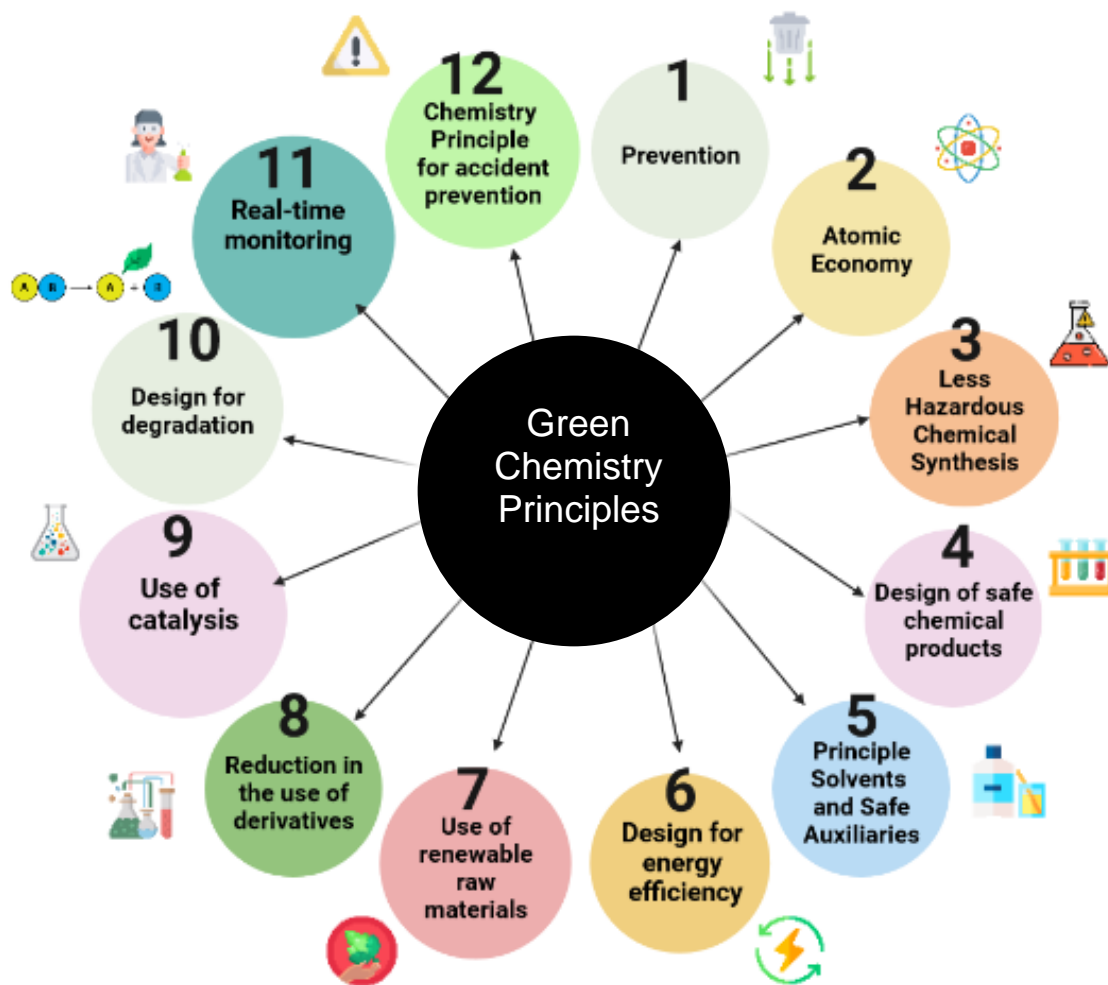 Green
Chemistry
Principles
1
Prevention
2
Atomic
Economy
3
Less
Hazardous
Chemical
Synthesis
4
Design of safe
chemical
products
5
Principle
Solvents
and Safe
Auxiliaries
6
Design for
energy
efficiency
7
Use of
renewable
raw
materials
8
Reduction in
the use of
derivatives
9
Use of
catalysis
10
Design for
degradation
A B → A + B
11
Real-time
monitoring
12
Chemistry
Principle
for accident
prevention